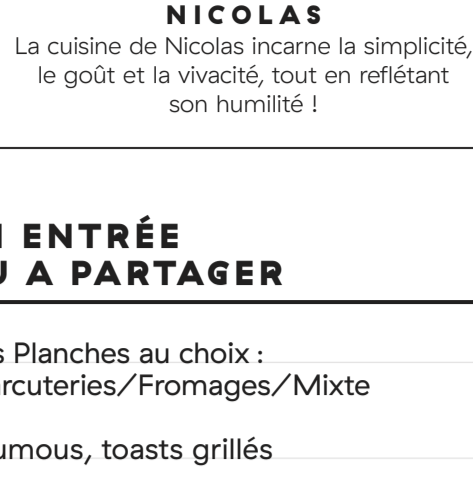 NICOLAS
La cuisine de Nicolas incarne la simplicité,
le goût et la vivacité, tout en reflétant
son humilité !
ENTRÉE
A PARTAGER
Planches au choix :
rcuteries/Fromages/Mixte
umous, toasts grillés